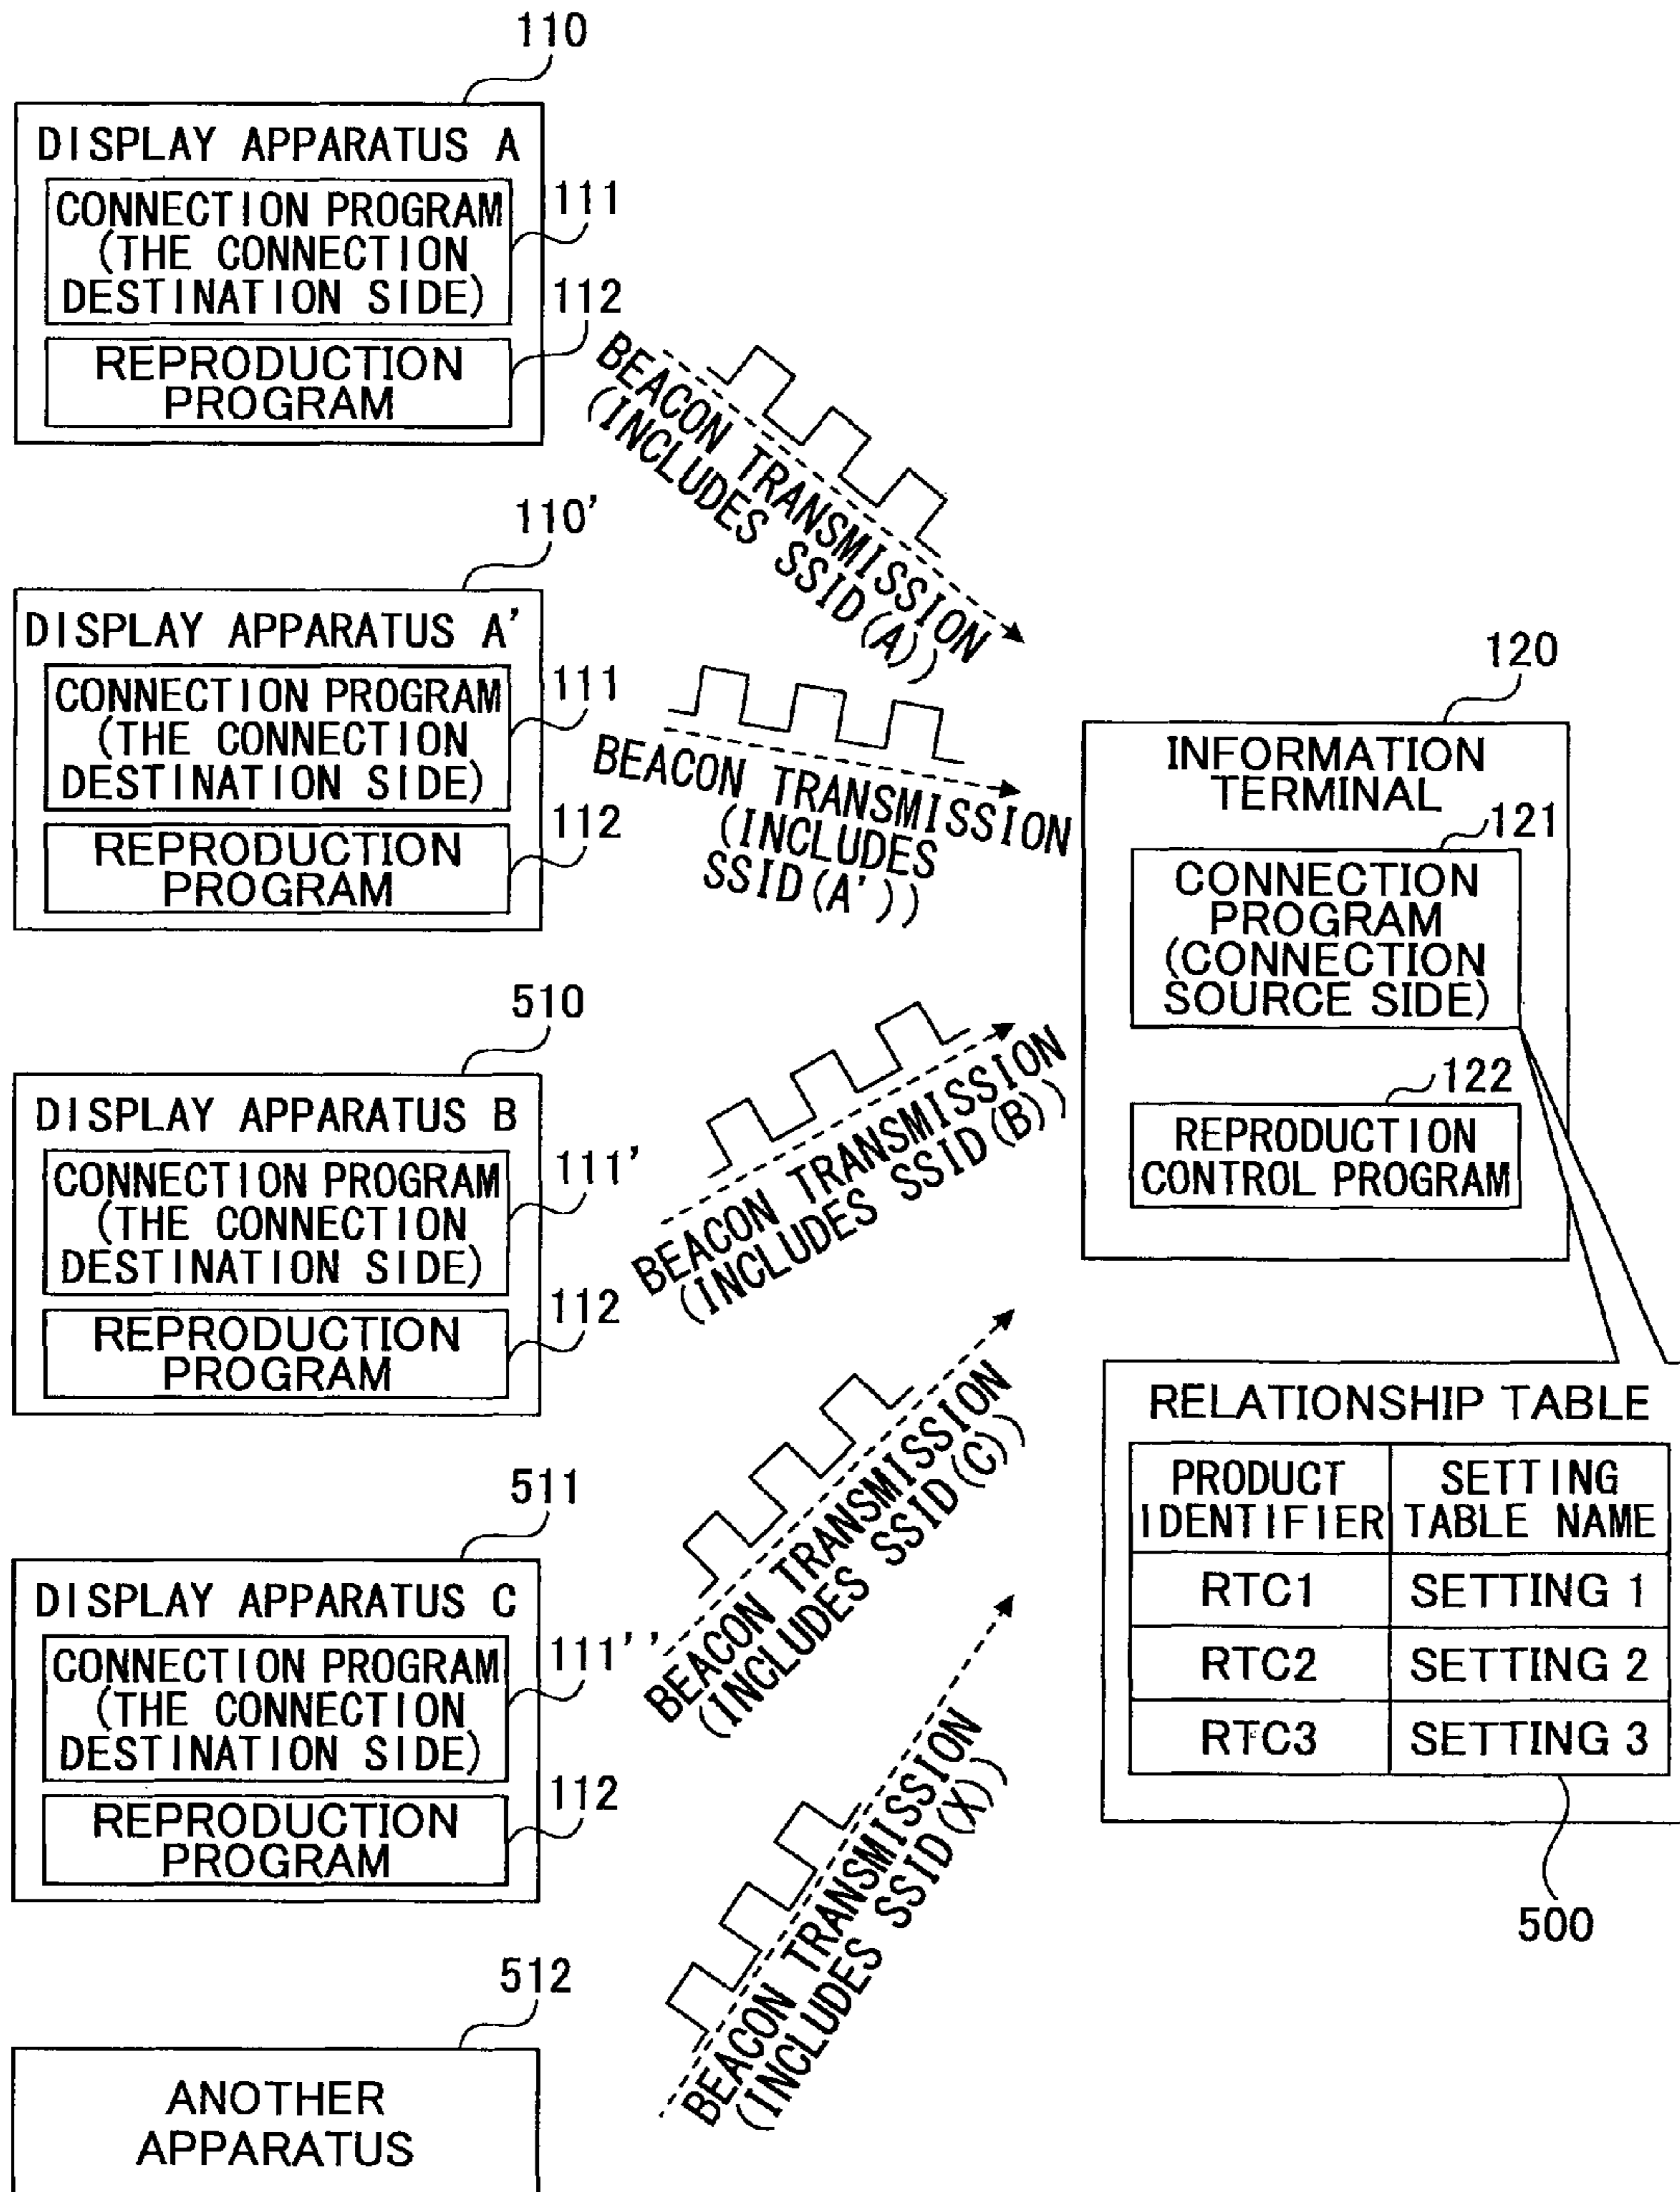 110
DISPLAY APPARATUS A
CONNECTION PROGRAM
(THE CONNECTION
DESTINATION SIDE)
111
112
REPRODUCTION
PROGRAM
BEACON TRANSMISSION
(INCLUDES SSID(A))
110'
DISPLAY APPARATUS A'
CONNECTION PROGRAM
(THE CONNECTION
DESTINATION SIDE)
111
112
REPRODUCTION
PROGRAM
BEACON TRANSMISSION
(INCLUDES
SSID(A'))
510
DISPLAY APPARATUS B
CONNECTION PROGRAM
(THE CONNECTION
DESTINATION SIDE)
111'
112
REPRODUCTION
PROGRAM
BEACON TRANSMISSION
(INCLUDES SSID(B))
511
DISPLAY APPARATUS C
CONNECTION PROGRAM
(THE CONNECTION
DESTINATION SIDE)
111''
112
REPRODUCTION
PROGRAM
BEACON TRANSMISSION
(INCLUDES SSID(C))
512
ANOTHER
APPARATUS
BEACON TRANSMISSION
(INCLUDES SSID(X))
120
INFORMATION
TERMINAL
121
CONNECTION
PROGRAM
(CONNECTION
SOURCE SIDE)
122
REPRODUCTION
CONTROL PROGRAM
RELATIONSHIP TABLE
PRODUCT IDENTIFIER SETTING TABLE NAME
RTC1 SETTING 1
RTC2 SETTING 2
RTC3 SETTING 3
500